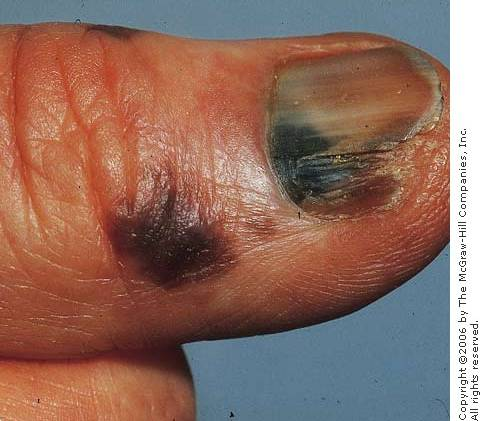 Copyright ©2006 by The McGraw-Hill Companies, Inc.
All rights reserved.